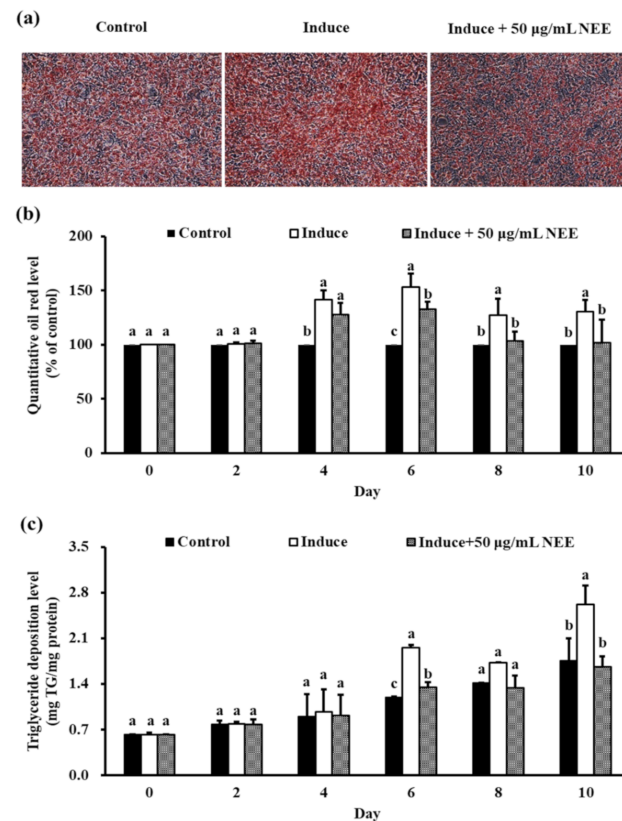 (a)
Control Induce Induce + 50 µg/mL NEE
(b)
Control Induce Induce + 50 µg/mL NEE
Quantitative oil red level
(% of control)
200
150
100
50
0
a a a a a a b a a c a b b a b b a b
0 2 4 6 8 10
Day
(c)
Control Induce Induce+50 µg/mL NEE
Triglyceride deposition level
(mg TG/mg protein)
3.5
2.8
2.1
1.4
0.7
0.0
a a a a a a a a a c a b a a a b a b
0 2 4 6 8 10
Day